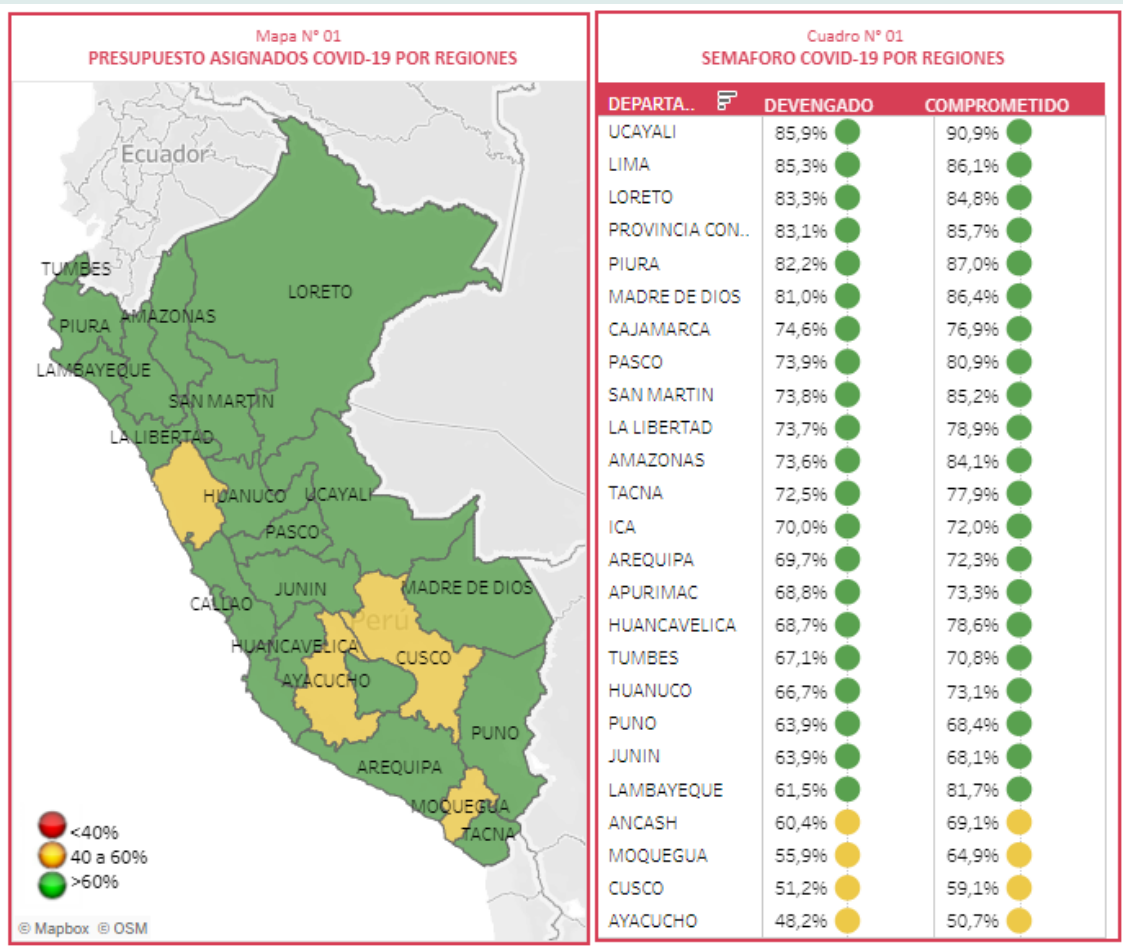 Mapa N° 01
PRESUPUESTO ASIGNADOS COVID-19 POR REGIONES
Ecuador
TUMBES
LORETO
AMAZONAS
PIURA
LAMBAYEQUE
SAN MARTIN
LA LIBERTAD
HUANUCO
UCAYALI
PASCO
JUNIN
MADRE DE DIOS
CALLAO
Perú
HUANCAVELICA
CUSCO
AYACUCHO
PUNO
AREQUIPA
MOQUEGUA
TACNA
<40%
40 a 60%
>60%
© Mapbox © OSM
Cuadro N° 01
SEMAFORO COVID-19 POR REGIONES
DEPARTA.. DEVENGADO COMPROMETIDO
UCAYALI 85,9% 90,9%
LIMA 85,3% 86,1%
LORETO 83,3% 84,8%
PROVINCIA CON.. 83,1% 85,7%
PIURA 82,2% 87,0%
MADRE DE DIOS 81,0% 86,4%
CAJAMARCA 74,6% 76,9%
PASCO 73,9% 80,9%
SAN MARTIN 73,8% 85,2%
LA LIBERTAD 73,7% 78,9%
AMAZONAS 73,6% 84,1%
TACNA 72,5% 77,9%
ICA 70,0% 72,0%
AREQUIPA 69,7% 72,3%
APURIMAC 68,8% 73,3%
HUANCAVELICA 68,7% 78,6%
TUMBES 67,1% 70,8%
HUANUCO 66,7% 73,1%
PUNO 63,9% 68,4%
JUNIN 63,9% 68,1%
LAMBAYEQUE 61,5% 81,7%
ANCASH 60,4% 69,1%
MOQUEGUA 55,9% 64,9%
CUSCO 51,2% 59,1%
AYACUCHO 48,2% 50,7%